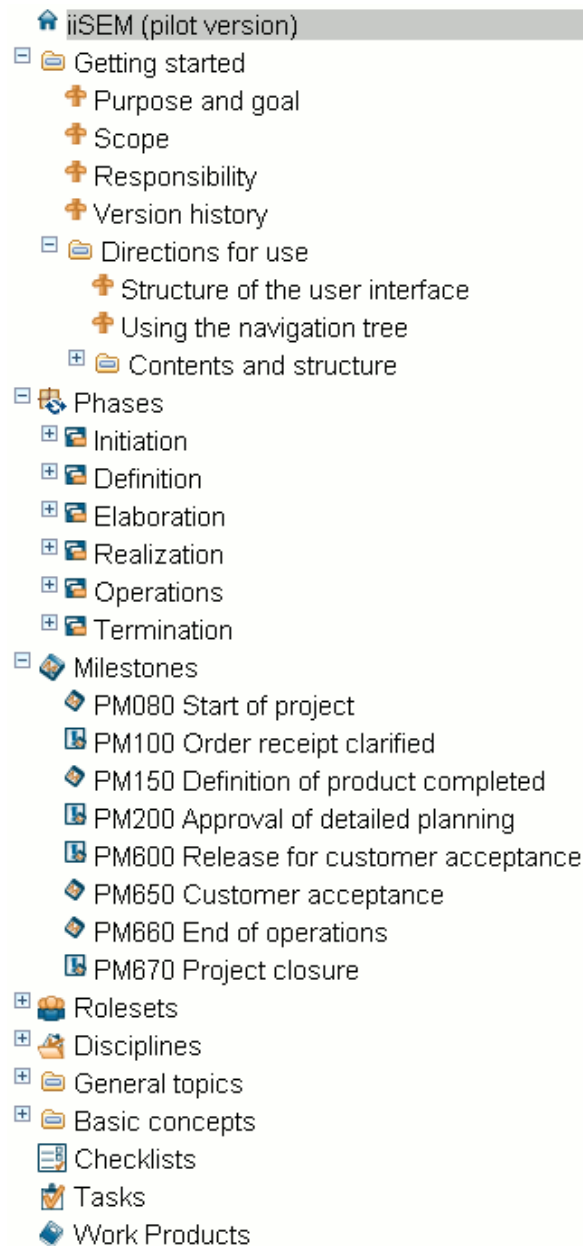 iiSEM (pilot version)
Getting started
Purpose and goal
Scope
Responsibility
Version history
Directions for use
Structure of the user interface
Using the navigation tree
Contents and structure
Phases
Initiation
Definition
Elaboration
Realization
Operations
Termination
Milestones
PM080 Start of project
PM100 Order receipt clarified
PM150 Definition of product completed
PM200 Approval of detailed planning
PM600 Release for customer acceptance
PM650 Customer acceptance
PM660 End of operations
PM670 Project closure
Rolesets
Disciplines
General topics
Basic concepts
Checklists
Tasks
Work Products